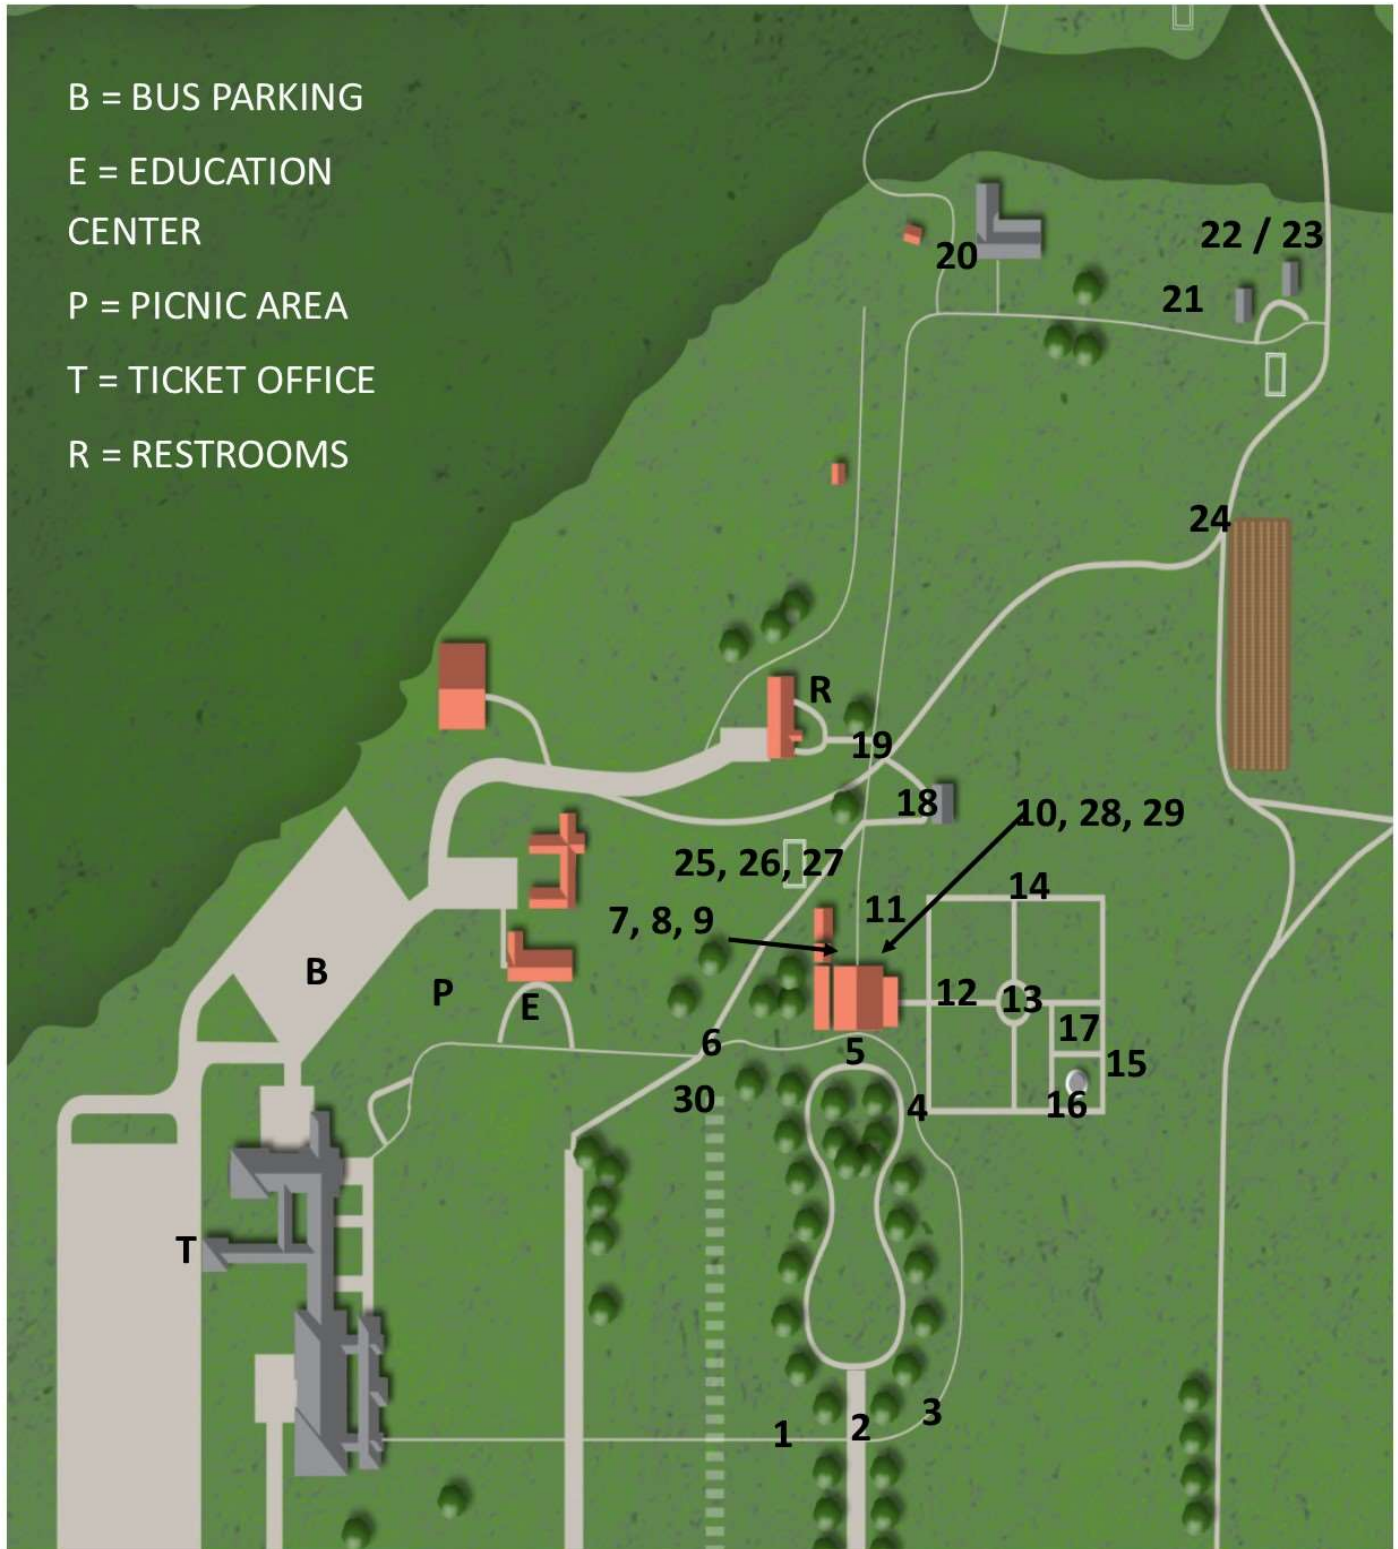 B = BUS PARKING
E = EDUCATION
CENTER
P = PICNIC AREA
T = TICKET OFFICE
R = RESTROOMS
22 / 23
20
21
24
R
19
18
10, 28, 29
25, 26, 27
14
7, 8, 9
11
B
P
E
12
13
17
6
5
15
30
4
16
T
3
1
2